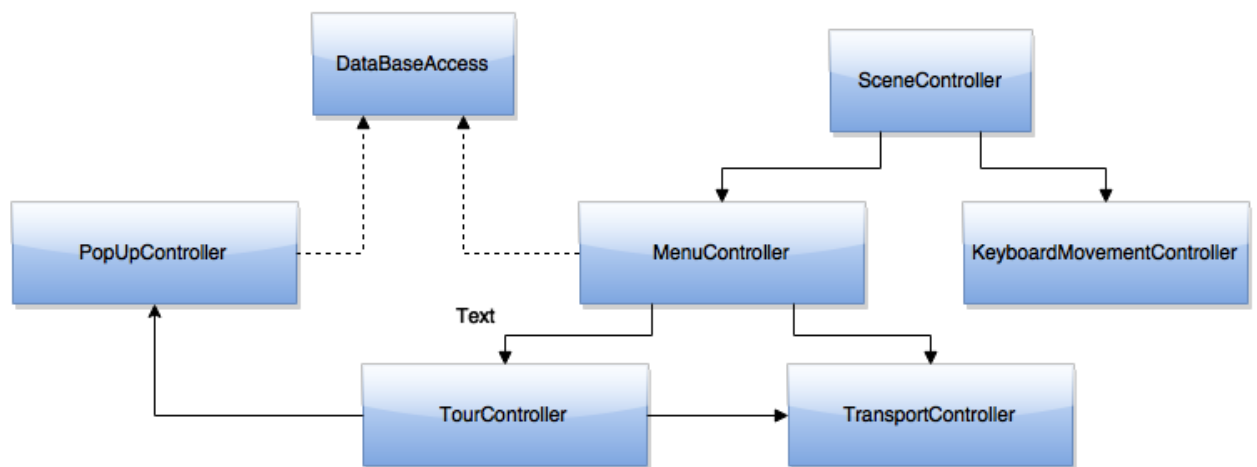 DataBaseAccess
SceneController
PopUpController
MenuController
KeyboardMovementController
Text
TourController
TransportController